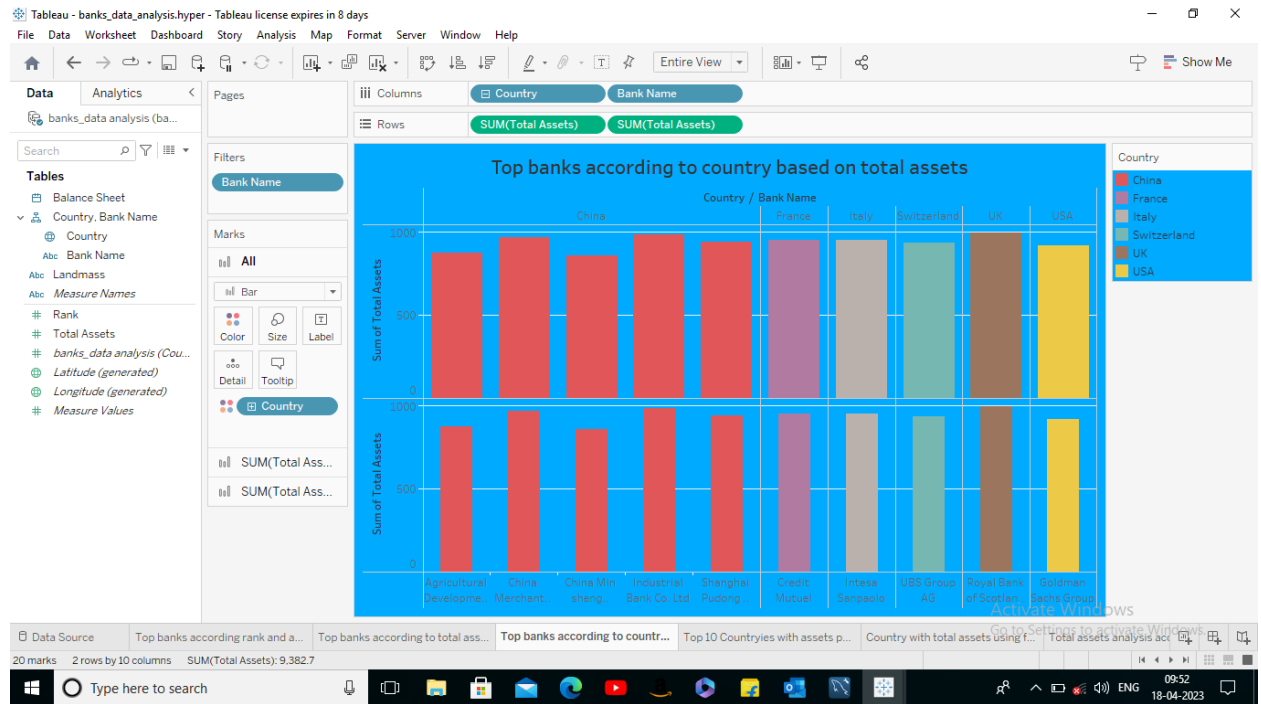 Tableau - banks_data_analysis.hyper - Tableau license expires in 8 days
File Data Worksheet Dashboard Story Analysis Map Format Server Window Help
Entire View
Show Me
Data Analytics
banks_data analysis (ba...
Search
Tables
Balance Sheet
Country, Bank Name
Country
Abc Bank Name
Abc Landmass
Abc Measure Names
# Rank
# Total Assets
# banks_data analysis (Cou...
Latitude (generated)
Longitude (generated)
# Measure Values
Pages
Filters
Bank Name
Marks
All
Bar
Color Size Label
Detail Tooltip
Country
SUM(Total Ass...
SUM(Total Ass...
Columns Country Bank Name
Rows SUM(Total Assets) SUM(Total Assets)
Top banks according to country based on total assets
Country / Bank Name
China France Italy Switzerland UK USA
Sum of Total Assets
1000
500
0
Sum of Total Assets
1000
500
0
Agricultural Developme.. China Merchant.. China Min sheng.. Industrial Bank Co. Ltd Shanghai Pudong .. Credit Mutuel Intesa Sanpaolo UBS Group AG Royal Bank of Scotlan.. Goldman Sachs Group
Country
China
France
Italy
Switzerland
UK
USA
Activate Windows
Go to Settings to activate Windows.
Data Source Top banks according rank and a... Top banks according to total ass... Top banks according to countr... Top 10 Countryies with assets p... Country with total assets using f... Total assets analysis acc
20 marks 2 rows by 10 columns SUM(Total Assets): 9,382.7
Type here to search
ENG
09:52
18-04-2023